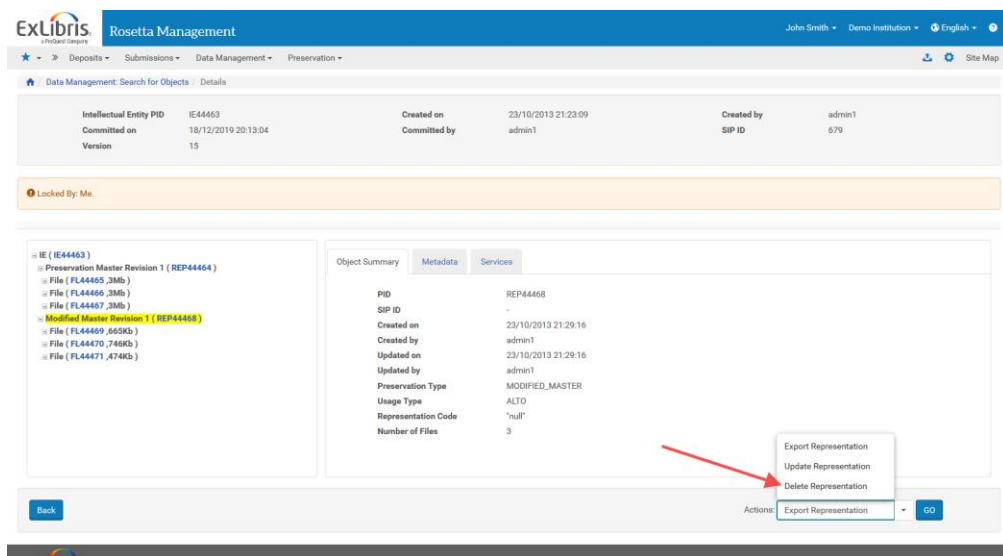 ExLibris
a ProQuest Company
Rosetta Management
John Smith
Demo Institution
English
Deposits
Submissions
Data Management
Preservation
Site Map
/ Data Management: Search for Objects / Details
Intellectual Entity PID IE44463 Created on 23/10/2013 21:23:09 Created by admin1
Committed on 18/12/2019 20:13:04 Committed by admin1 SIP ID 679
Version 15
Locked By: Me.
IE ( IE44463 )
Preservation Master Revision 1 ( REP44464 )
File ( FL44465 ,3Mb )
File ( FL44466 ,3Mb )
File ( FL44467 ,3Mb )
Modified Master Revision 1 ( REP44468 )
File ( FL44469 ,665Kb )
File ( FL44470 ,746Kb )
File ( FL44471 ,474Kb )
Object Summary Metadata Services
PID REP44468
SIP ID -
Created on 23/10/2013 21:29:16
Created by admin1
Updated on 23/10/2013 21:29:16
Updated by admin1
Preservation Type MODIFIED_MASTER
Usage Type ALTO
Representation Code "null"
Number of Files 3
Export Representation
Update Representation
Delete Representation
Back
Actions: Export Representation GO